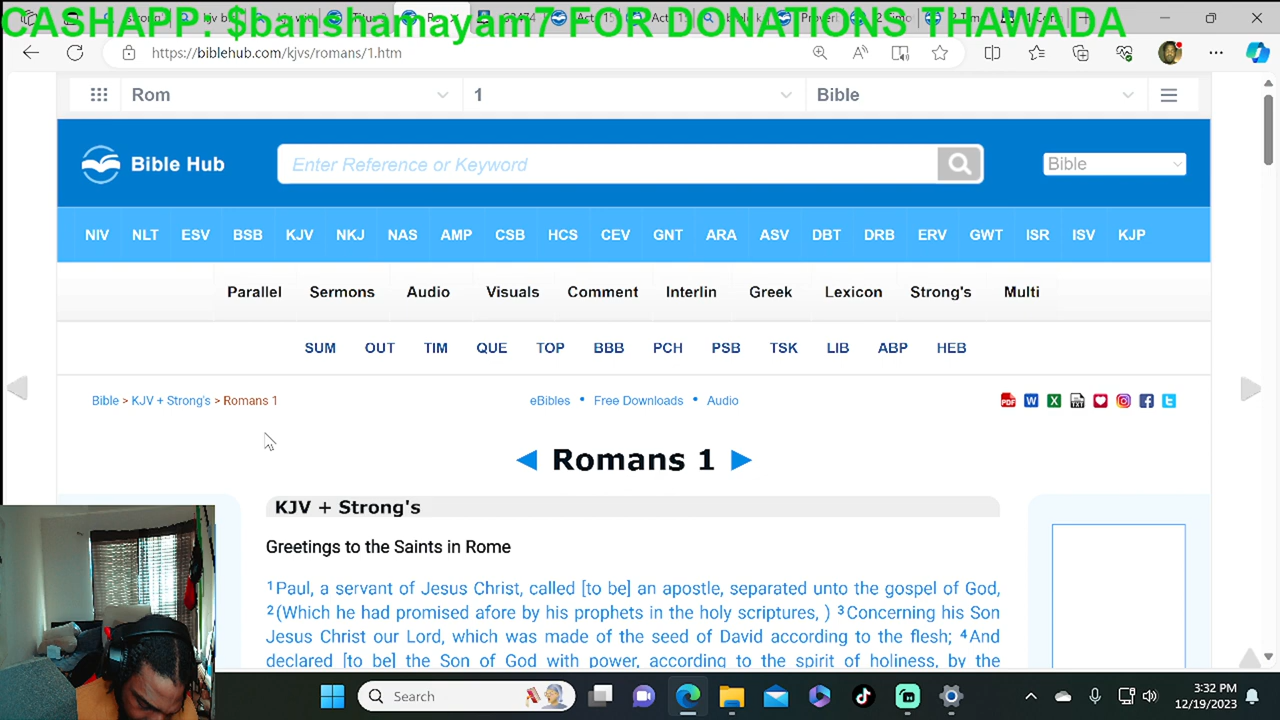 CASHAPP: $banshamayam7 FOR DONATIONS THAWADA
https://biblehub.com/kjvs/romans/1.htm
Rom 1 Bible
Bible Hub Enter Reference or Keyword Bible
NIV NLT ESV BSB KJV NKJ NAS AMP CSB HCS CEV GNT ARA ASV DBT DRB ERV GWT ISR ISV KJP
Parallel Sermons Audio Visuals Comment Interlin Greek Lexicon Strong's Multi
SUM OUT TIM QUE TOP BBB PCH PSB TSK LIB ABP HEB
Bible > KJV + Strong's > Romans 1 eBibles • Free Downloads • Audio
PDF W X TXT
◄ Romans 1 ►
KJV + Strong's
Greetings to the Saints in Rome
1Paul, a servant of Jesus Christ, called [to be] an apostle, separated unto the gospel of God,
2(Which he had promised afore by his prophets in the holy scriptures, ) 3Concerning his Son
Jesus Christ our Lord, which was made of the seed of David according to the flesh; 4And
declared [to be] the Son of God with power, according to the spirit of holiness, by the
Search
3:32 PM
12/19/2023